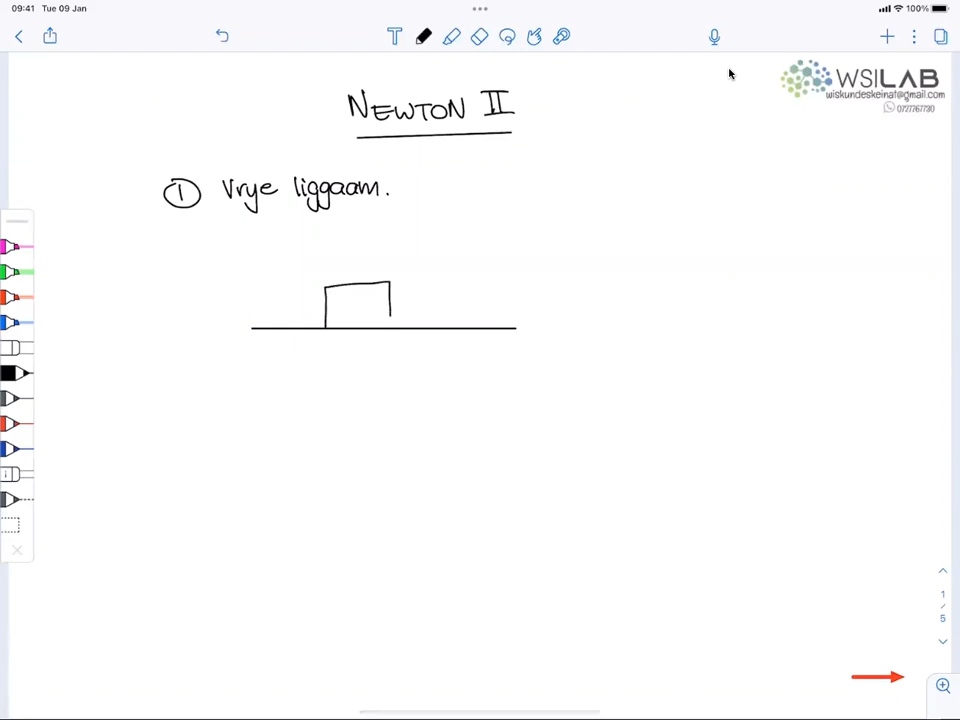 09:41 Tue 09 Jan 100%
WSILAB
wiskundeskeinat@gmail.com
0727767730
NEWTON II
① Vrye liggaam.
1
/
5